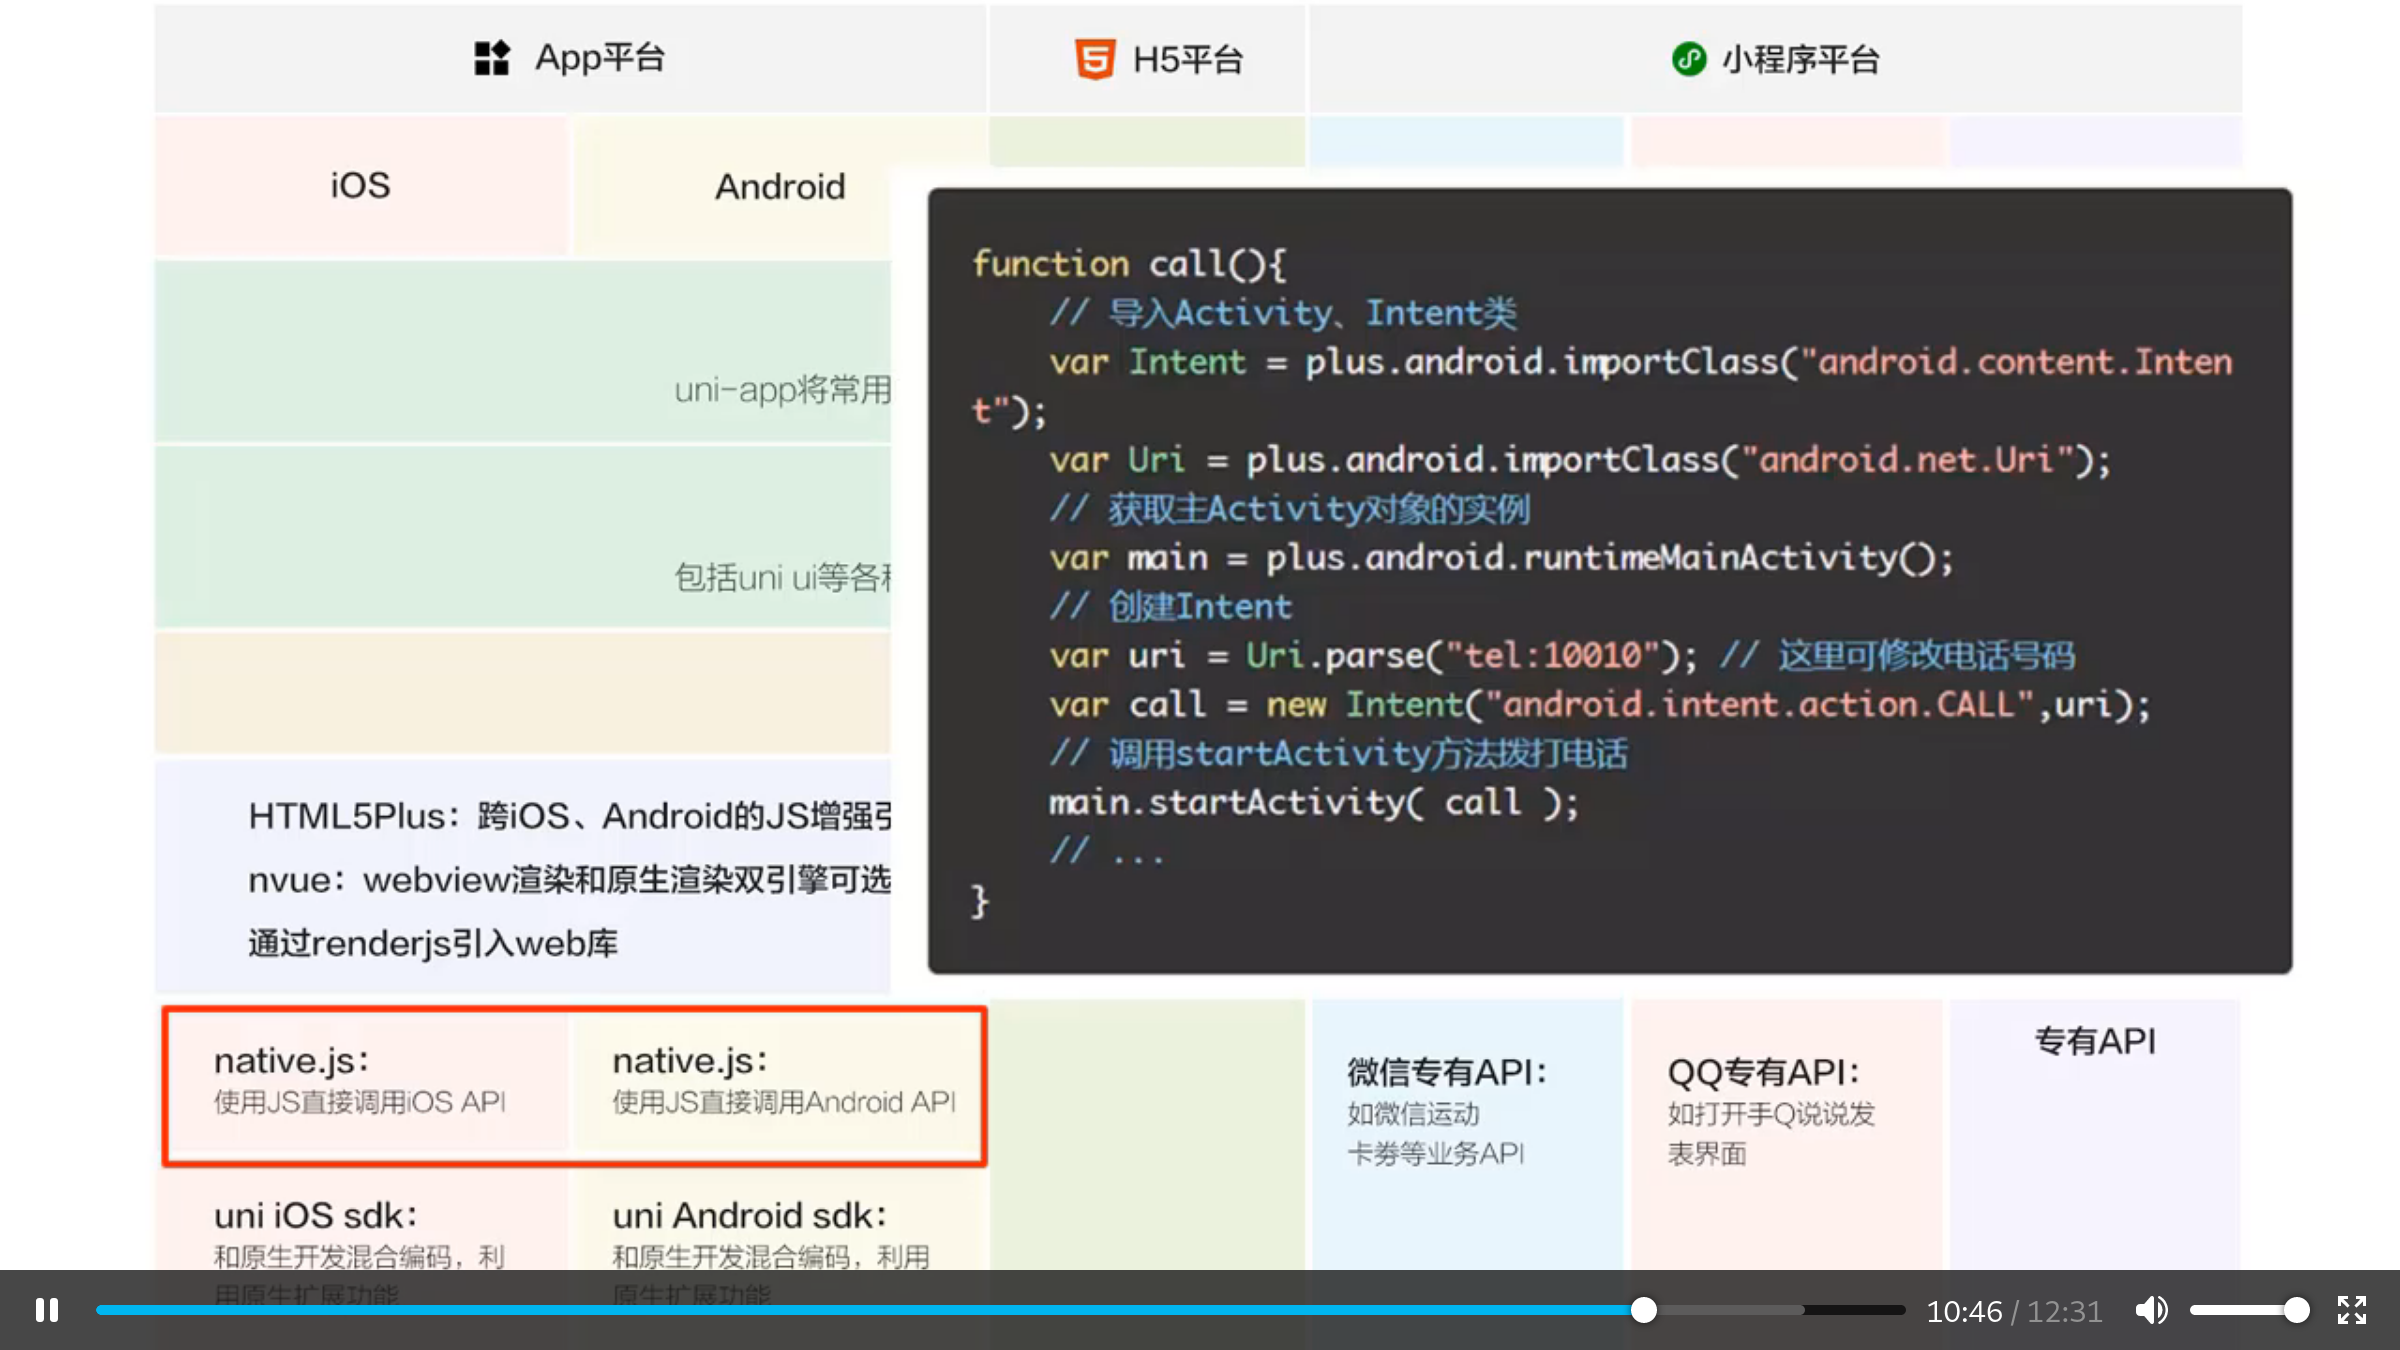 App平台
H5平台
小程序平台
iOS
Android
uni-app将常用
包括uni ui等各种
HTML5Plus：跨iOS、Android的JS增强引
nvue：webview渲染和原生渲染双引擎可选
通过renderjs引入web库
function call(){
// 导入Activity、Intent类
var Intent = plus.android.importClass("android.content.Inten
t");
var Uri = plus.android.importClass("android.net.Uri");
// 获取主Activity对象的实例
var main = plus.android.runtimeMainActivity();
// 创建Intent
var uri = Uri.parse("tel:10010"); // 这里可修改电话号码
var call = new Intent("android.intent.action.CALL",uri);
// 调用startActivity方法拨打电话
main.startActivity( call );
// ...
}
native.js：
使用JS直接调用iOS API
native.js：
使用JS直接调用Android API
微信专有API：
如微信运动
卡券等业务API
QQ专有API：
如打开手Q说说发
表界面
专有API
uni iOS sdk：
和原生开发混合编码，利
用原生扩展功能
uni Android sdk：
和原生开发混合编码，利用
原生扩展功能
10:46 / 12:31